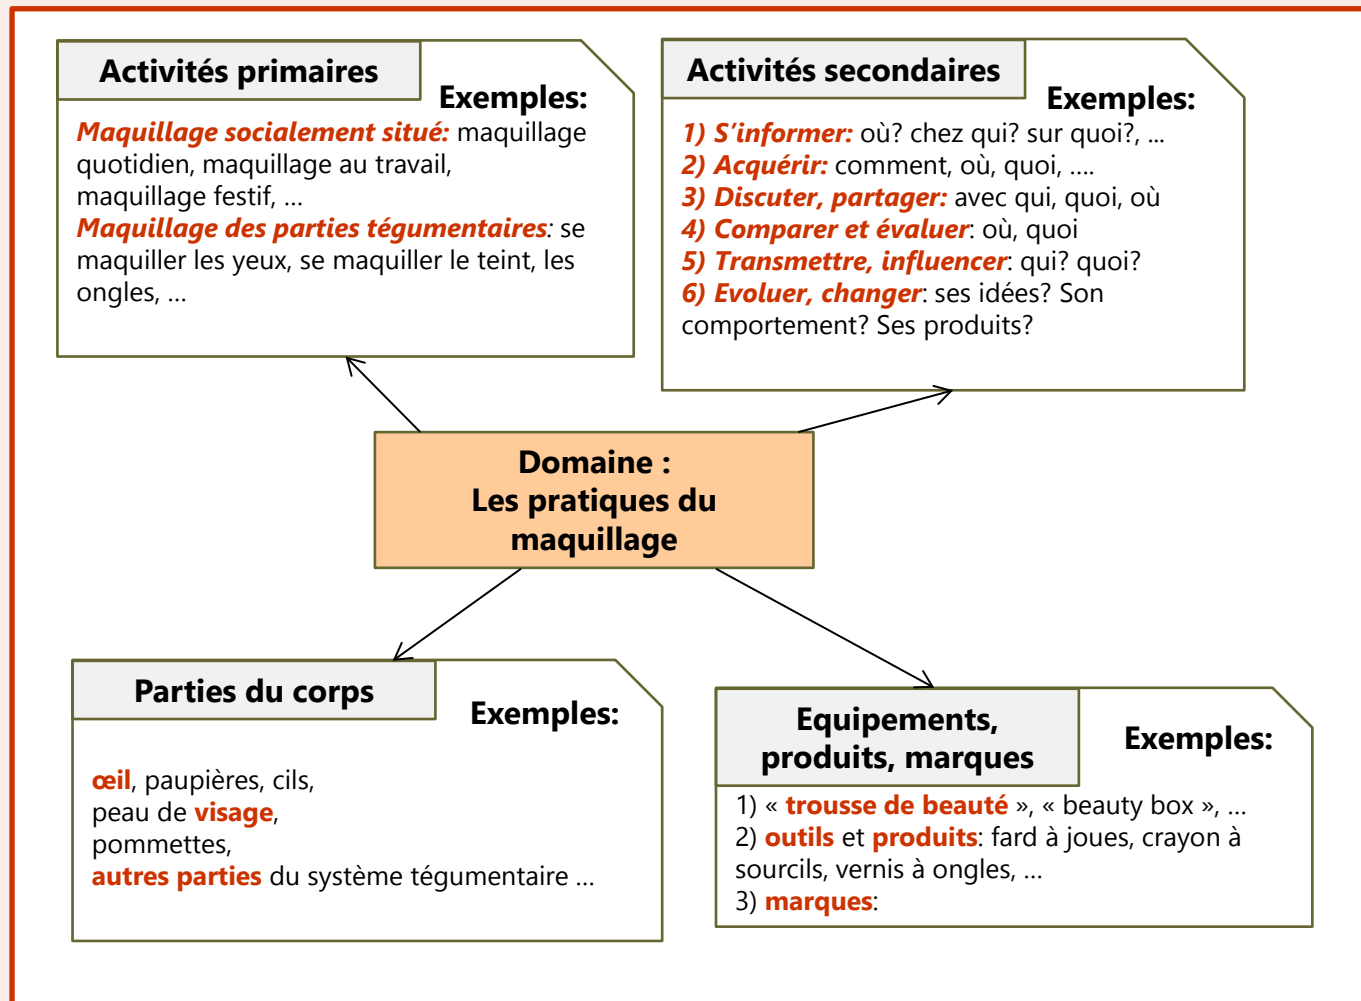 Activités primaires
Exemples:
Maquillage socialement situé: maquillage
quotidien, maquillage au travail,
maquillage festif, ...
Maquillage des parties tégumentaires: se
maquiller les yeux, se maquiller le teint, les
ongles, ...
Activités secondaires
Exemples:
1) S'informer: où? chez qui? sur quoi?, ...
2) Acquérir: comment, où, quoi, ....
3) Discuter, partager: avec qui, quoi, où
4) Comparer et évaluer: où, quoi
5) Transmettre, influencer: qui? quoi?
6) Evoluer, changer: ses idées? Son
comportement? Ses produits?
Domaine :
Les pratiques du
maquillage
Parties du corps
Exemples:
œil, paupières, cils,
peau de visage,
pommettes,
autres parties du système tégumentaire ...
Equipements,
produits, marques
Exemples:
1) « trousse de beauté », « beauty box », ...
2) outils et produits: fard à joues, crayon à
sourcils, vernis à ongles, ...
3) marques: